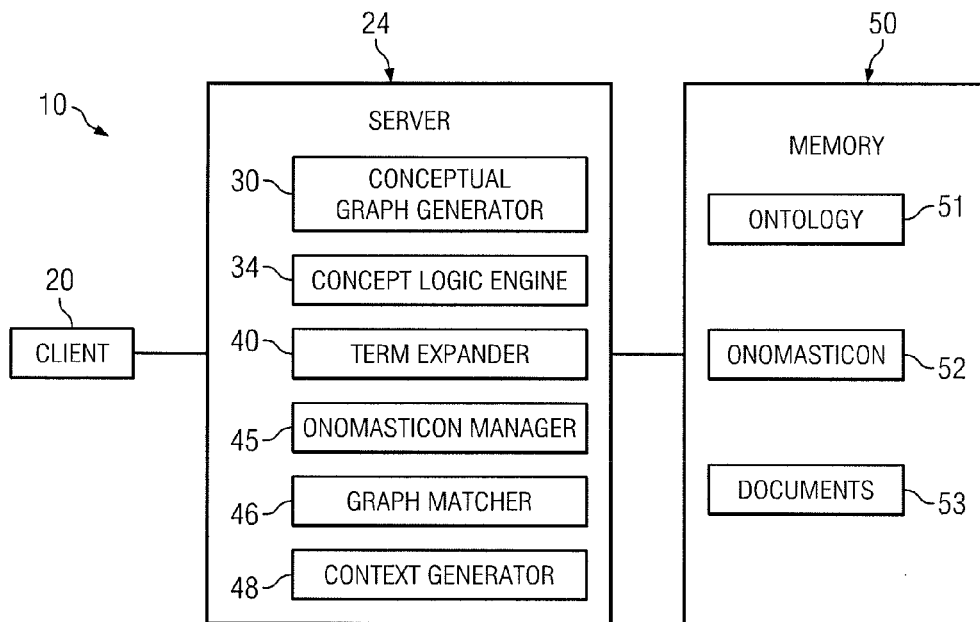 24
50
10
SERVER
MEMORY
30
CONCEPTUAL
GRAPH GENERATOR
ONTOLOGY
51
34
CONCEPT LOGIC ENGINE
20
CLIENT
40
TERM EXPANDER
ONOMASTICON
52
45
ONOMASTICON MANAGER
46
GRAPH MATCHER
DOCUMENTS
53
48
CONTEXT GENERATOR